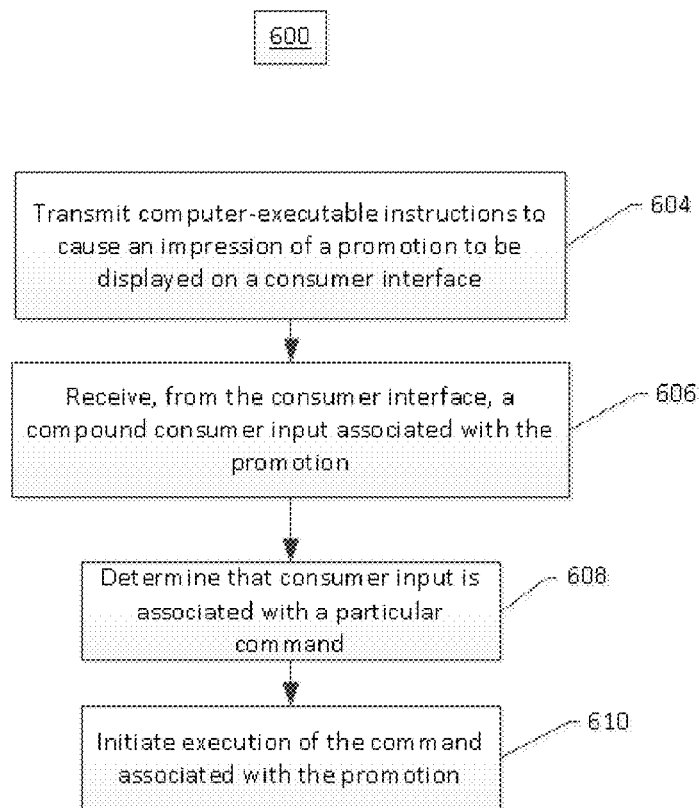 600
Transmit computer-executable instructions to
cause an impression of a promotion to be
displayed on a consumer interface
604
Receive, from the consumer interface, a
compound consumer input associated with the
promotion
606
Determine that consumer input is
associated with a particular
command
608
Initiate execution of the command
associated with the promotion
610